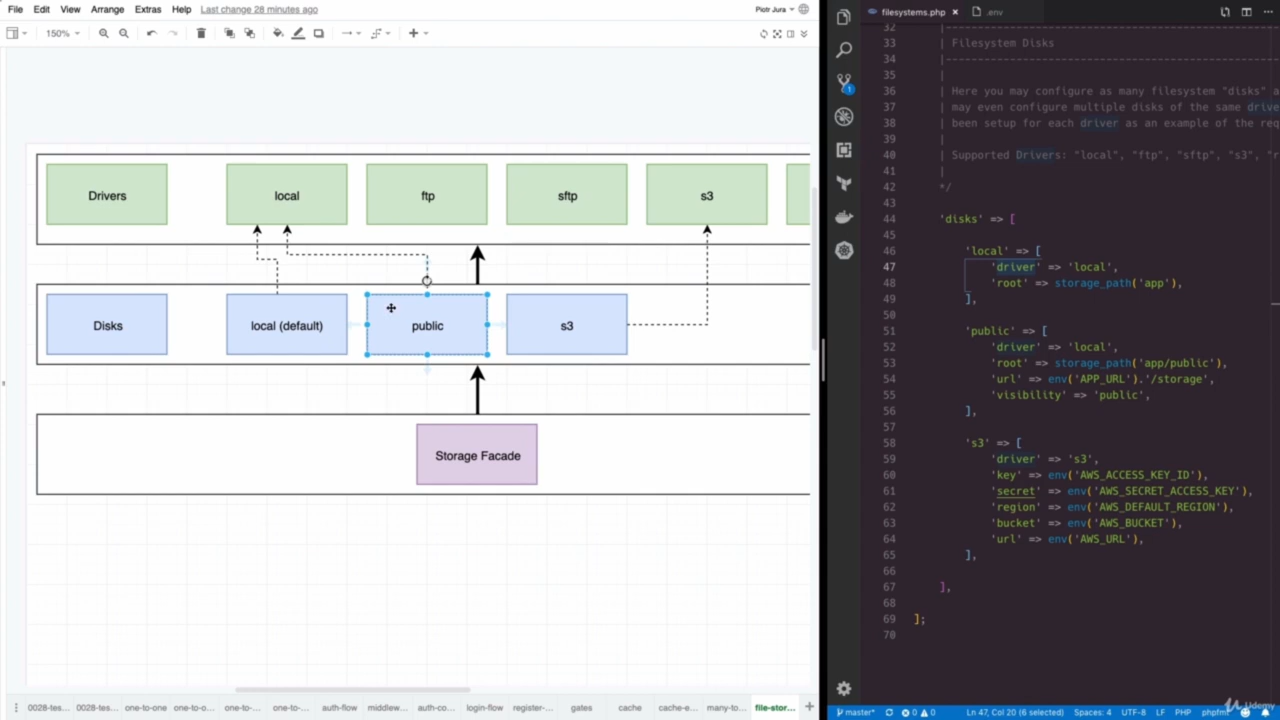 File Edit View Arrange Extras Help Last change 28 minutes ago Piotr Jura
150%
Drivers local ftp sftp s3
Disks local (default) public s3
Storage Facade
0028-tes... 0028-tes... one-to-one one-to-o... one-to-... one-to-... auth-flow middlew... auth-co... login-flow register-... gates cache cache-e... many-to... file-stor...
filesystems.php .env
32 |--------------------------------------------------------------------------
33 | Filesystem Disks
34 |--------------------------------------------------------------------------
35 |
36 | Here you may configure as many filesystem "disks" a
37 | may even configure multiple disks of the same drive
38 | been setup for each driver as an example of the req
39 |
40 | Supported Drivers: "local", "ftp", "sftp", "s3", "r
41 |
42 */
43
44 'disks' => [
45
46 'local' => [
47 'driver' => 'local',
48 'root' => storage_path('app'),
49 ],
50
51 'public' => [
52 'driver' => 'local',
53 'root' => storage_path('app/public'),
54 'url' => env('APP_URL').'/storage',
55 'visibility' => 'public',
56 ],
57
58 's3' => [
59 'driver' => 's3',
60 'key' => env('AWS_ACCESS_KEY_ID'),
61 'secret' => env('AWS_SECRET_ACCESS_KEY'),
62 'region' => env('AWS_DEFAULT_REGION'),
63 'bucket' => env('AWS_BUCKET'),
64 'url' => env('AWS_URL'),
65 ],
66
67 ],
68
69 ];
70
1
master* 0 0 Ln 47, Col 20 (6 selected) Spaces: 4 UTF-8 LF PHP phpfmt
Udemy